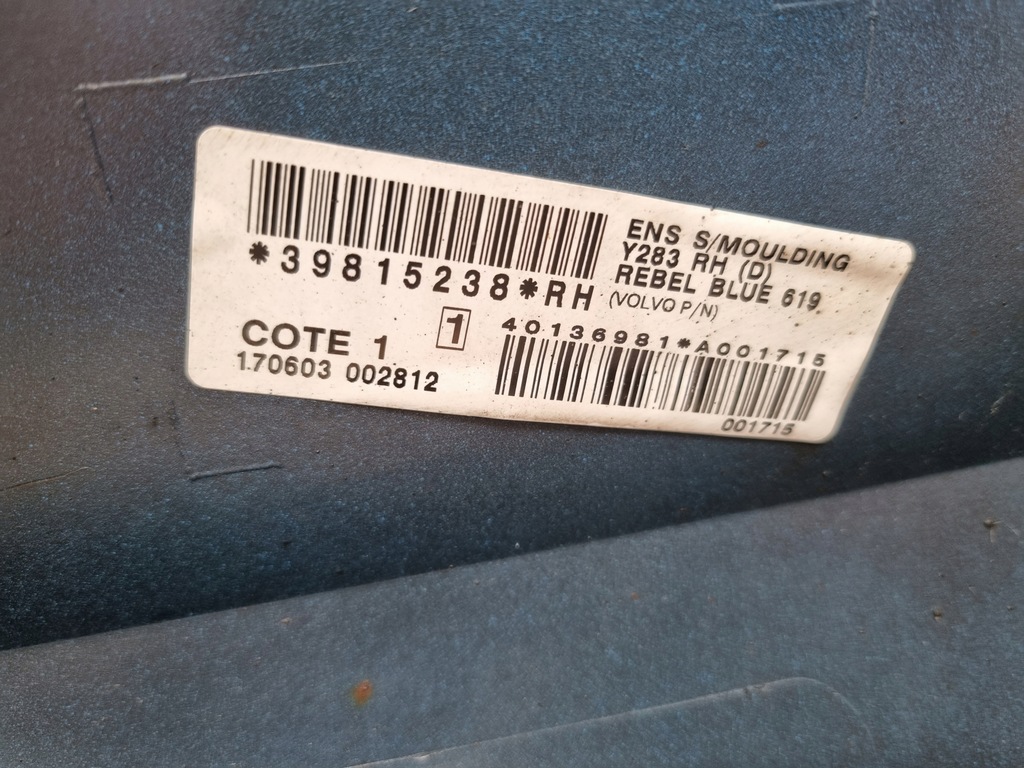 *39815238*RH
ENS S/MOULDING
Y283 RH (D)
REBEL BLUE 619
(VOLVO P/N)
COTE 1
1
170603 002812
40136981*A001715
001715